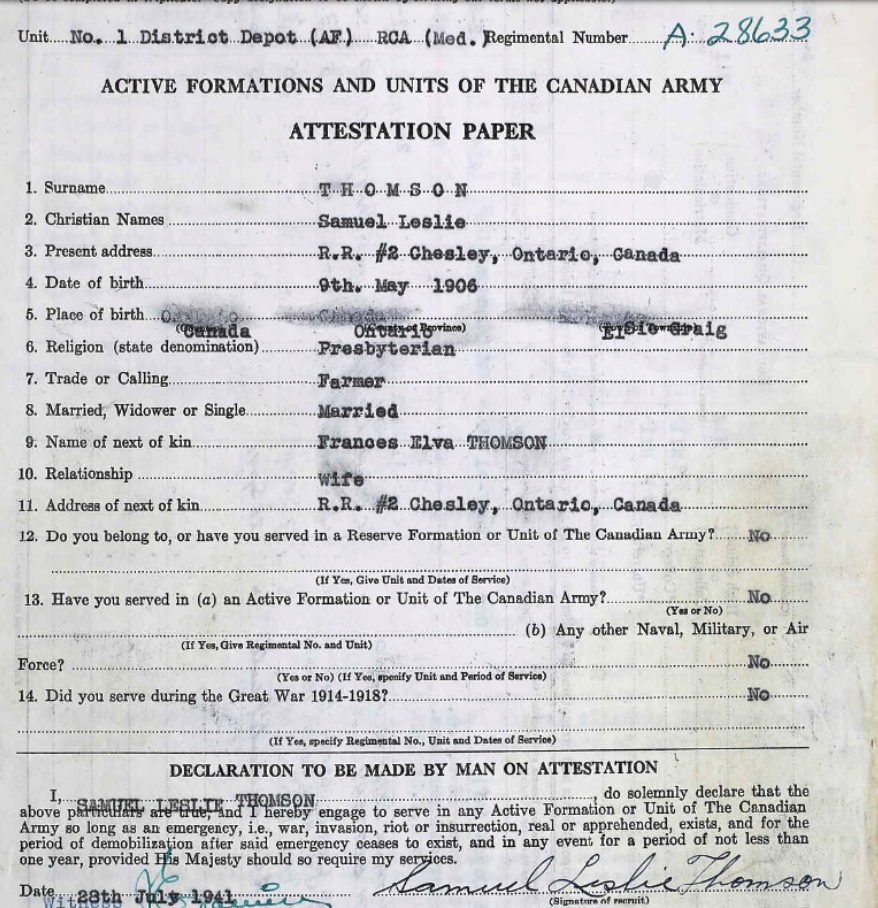 Unit No. 1 District Depot (AF) RCA (Med.) Regimental Number A. 28633
ACTIVE FORMATIONS AND UNITS OF THE CANADIAN ARMY
ATTESTATION PAPER
1. Surname THOMSON
2. Christian Names Samuel Leslie
3. Present address R.R. #2 Chesley, Ontario, Canada
4. Date of birth 9th. May 1906
5. Place of birth
Canada Ontario Craig
6. Religion (state denomination) Presbyterian
7. Trade or Calling Farmer
8. Married, Widower or Single Married
9. Name of next of kin Frances Elva THOMSON
10. Relationship Wife
11. Address of next of kin R.R. #2 Chesley, Ontario, Canada
12. Do you belong to, or have you served in a Reserve Formation or Unit of The Canadian Army? No
(If Yes, Give Unit and Dates of Service)
13. Have you served in (a) an Active Formation or Unit of The Canadian Army? No
(Yes or No)
(b) Any other Naval, Military, or Air
(If Yes, Give Regimental No. and Unit)
Force? No
(Yes or No) (If Yes, specify Unit and Period of Service)
14. Did you serve during the Great War 1914-1918? No
(If Yes, specify Regimental No., Unit and Dates of Service)
DECLARATION TO BE MADE BY MAN ON ATTESTATION
I, SAMUEL LESLIE THOMSON, do solemnly declare that the
above particulars are true, and I hereby engage to serve in any Active Formation or Unit of The Canadian
Army so long as an emergency, i.e., war, invasion, riot or insurrection, real or apprehended, exists, and for the
period of demobilization after said emergency ceases to exist, and in any event for a period of not less than
one year, provided His Majesty should so require my services.
Date 28th July 1941 Samuel Leslie Thomson
Witness (Signature of recruit)